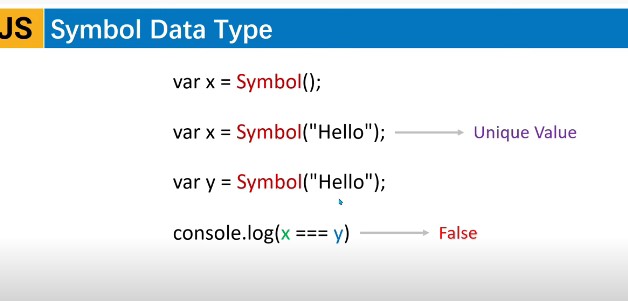 JS Symbol Data Type
var x = Symbol();
var x = Symbol("Hello"); Unique Value
var y = Symbol("Hello");
console.log(x === y) False